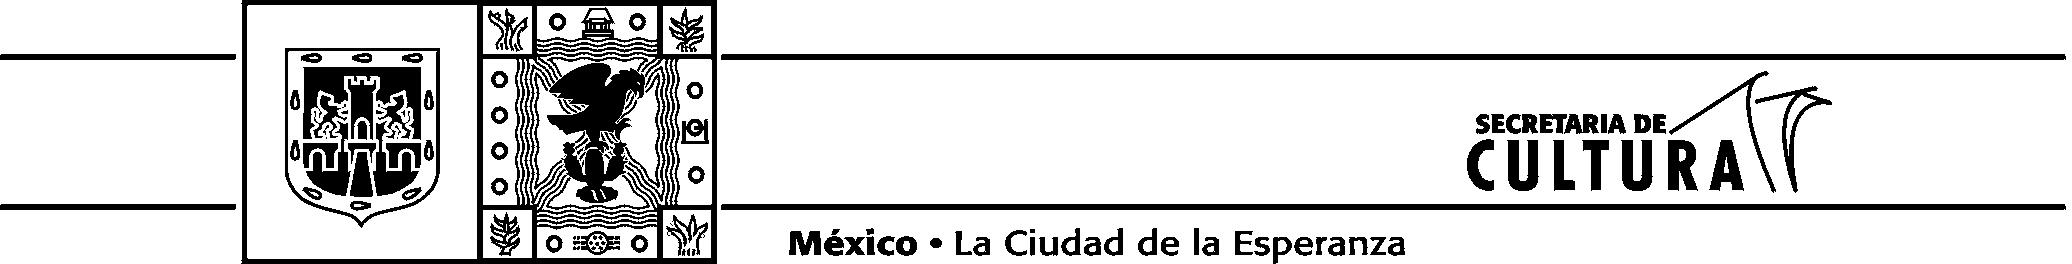 SECRETARIA DE
CULTURA
México • La Ciudad de la Esperanza